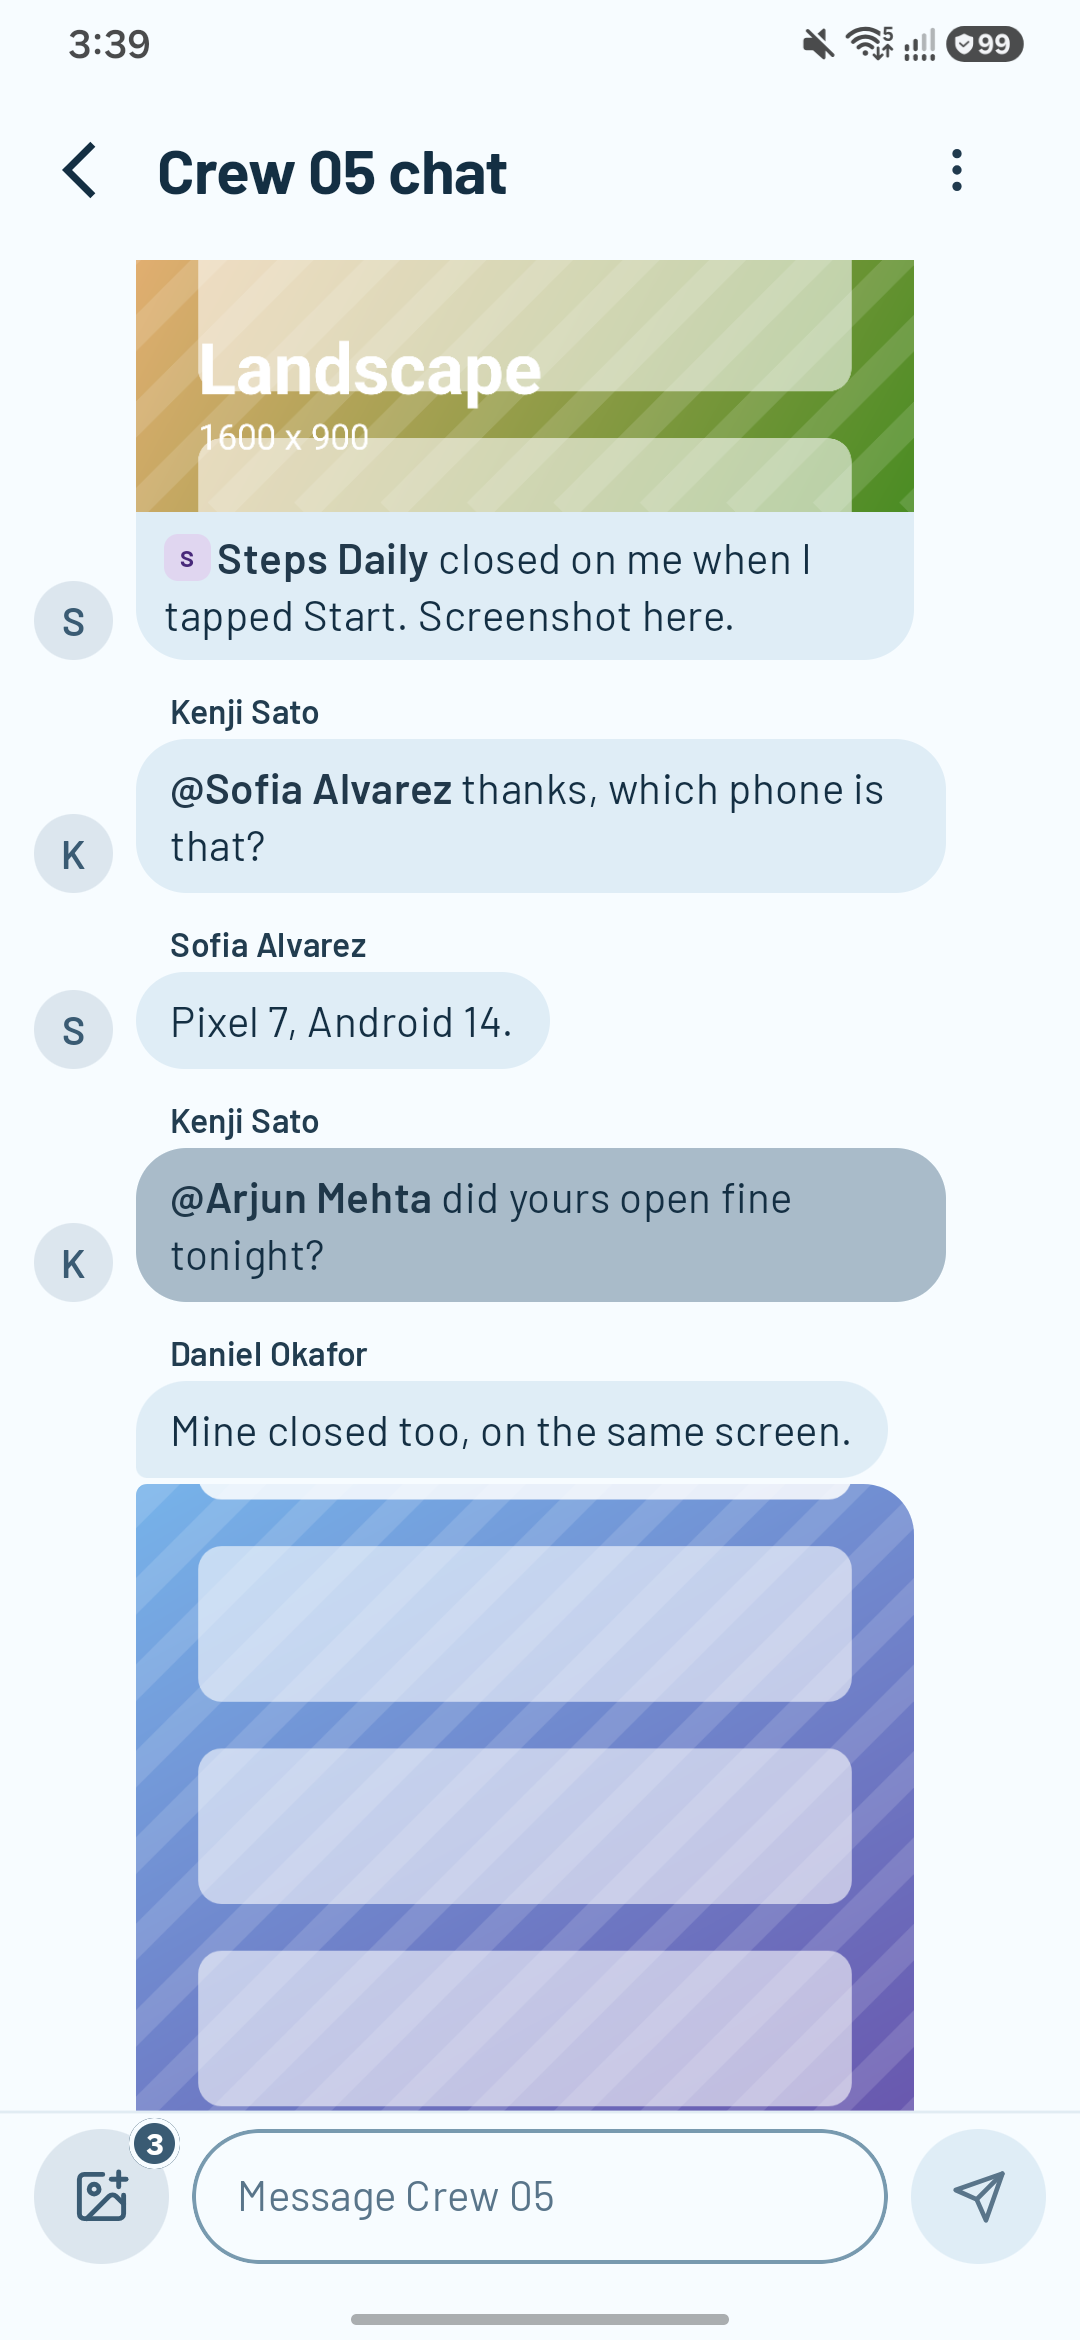 3:39
5
99
Crew 05 chat
Landscape
1600 x 900
S Steps Daily closed on me when I
tapped Start. Screenshot here.
S
Kenji Sato
@Sofia Alvarez thanks, which phone is
that?
K
Sofia Alvarez
Pixel 7, Android 14.
S
Kenji Sato
@Arjun Mehta did yours open fine
tonight?
K
Daniel Okafor
Mine closed too, on the same screen.
3
Message Crew 05